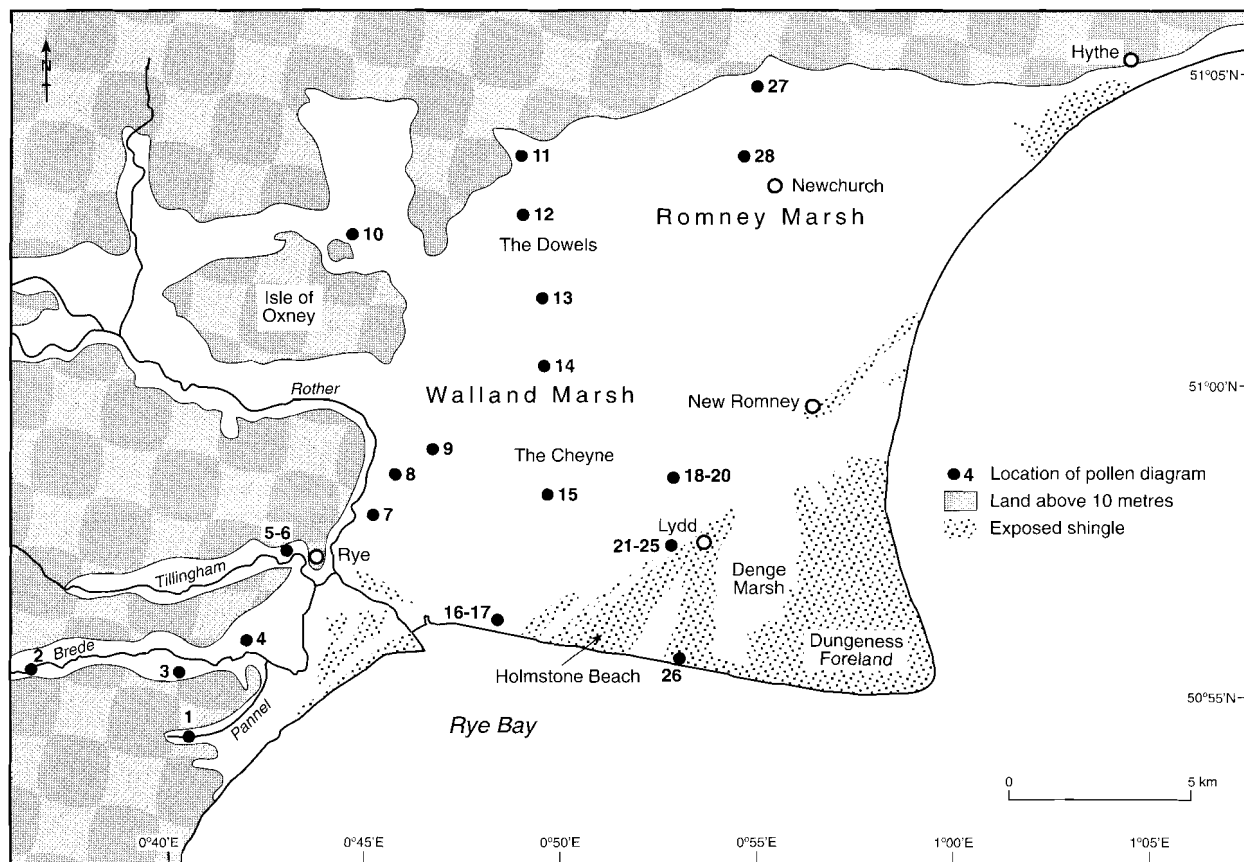 N
Hythe
51°05'N
27
11
28
Newchurch
Romney Marsh
12
10
The Dowels
Isle of
Oxney
13
14
Rother
Walland Marsh
51°00'N
New Romney
9
The Cheyne
8
18-20
4 Location of pollen diagram
15
Land above 10 metres
7
Exposed shingle
5-6
Lydd
Rye
21-25
Tillingham
Denge
Marsh
16-17
4
Brede
2
3
Dungeness
Foreland
26
Holmstone Beach
50°55'N
1
Pannel
Rye Bay
0 5 km
0°40'E 0°45'E 0°50'E 0°55'E 1°00'E 1°05'E